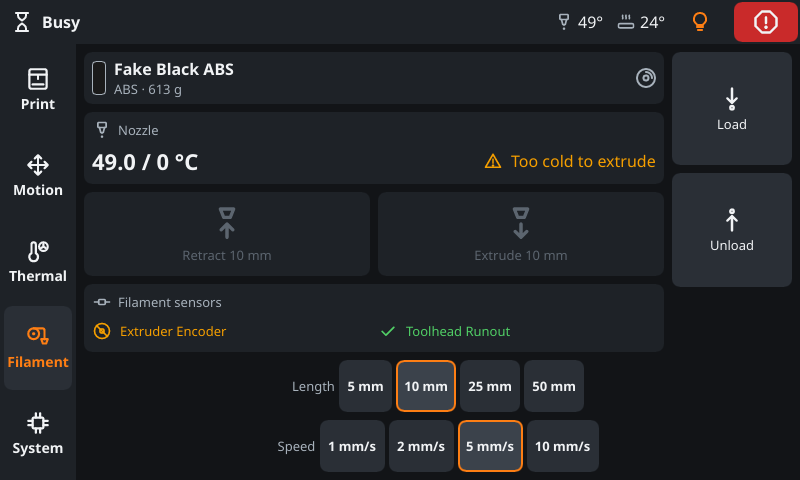 Busy
49°
24°
Print
Motion
Thermal
Filament
System
Fake Black ABS
ABS · 613 g
Nozzle
49.0 / 0 °C
Too cold to extrude
Retract 10 mm
Extrude 10 mm
Filament sensors
Extruder Encoder
Toolhead Runout
Length
5 mm
10 mm
25 mm
50 mm
Speed
1 mm/s
2 mm/s
5 mm/s
10 mm/s
Load
Unload